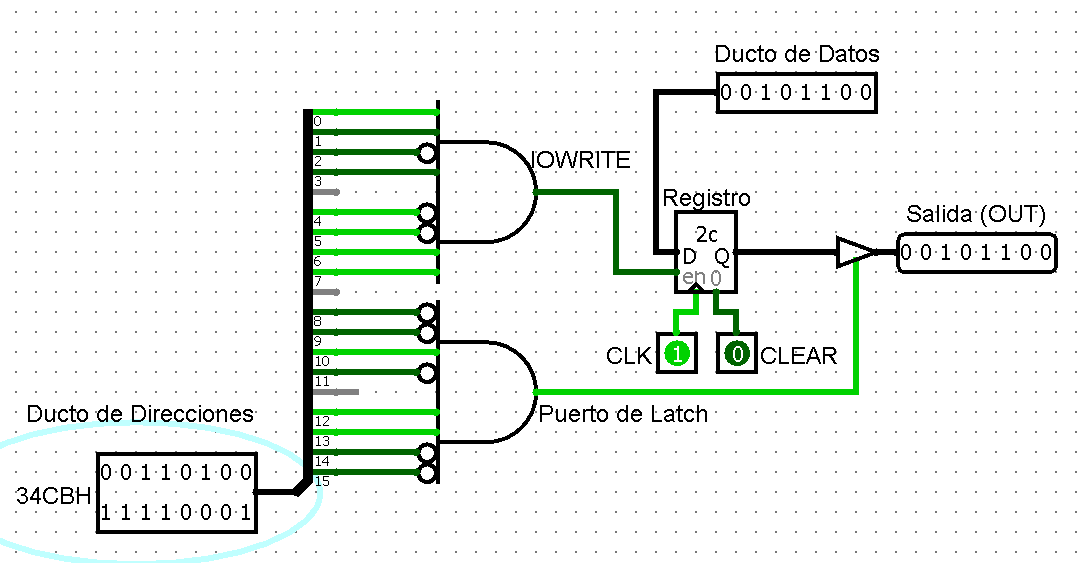 Ducto de Datos
0 0 1 0 1 1 0 0
0
1
2
3
4
5
6
7
IOWRITE
Registro
2c
D Q
en 0
Salida (OUT)
0 0 1 0 1 1 0 0
8
9
10
11
12
13
14
15
CLK 1
0 CLEAR
Puerto de Latch
Ducto de Direcciones
34CBH
0 0 1 1 0 1 0 0
1 1 1 1 0 0 0 1